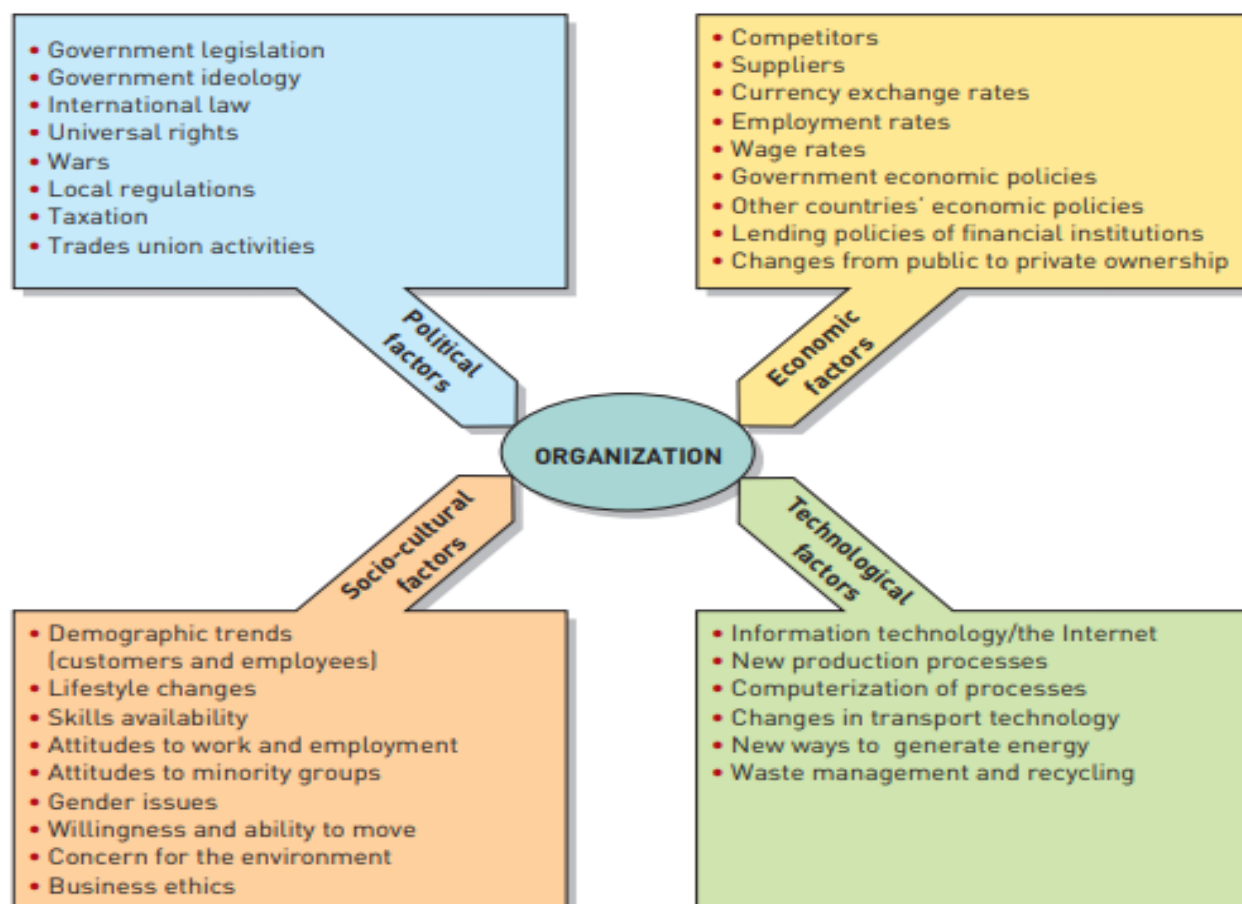 • Government legislation
• Government ideology
• International law
• Universal rights
• Wars
• Local regulations
• Taxation
• Trades union activities
Political
factors
• Competitors
• Suppliers
• Currency exchange rates
• Employment rates
• Wage rates
• Government economic policies
• Other countries' economic policies
• Lending policies of financial institutions
• Changes from public to private ownership
Economic
factors
ORGANIZATION
Socio-cultural
factors
• Demographic trends
(customers and employees)
• Lifestyle changes
• Skills availability
• Attitudes to work and employment
• Attitudes to minority groups
• Gender issues
• Willingness and ability to move
• Concern for the environment
• Business ethics
Technological
factors
• Information technology/the Internet
• New production processes
• Computerization of processes
• Changes in transport technology
• New ways to generate energy
• Waste management and recycling